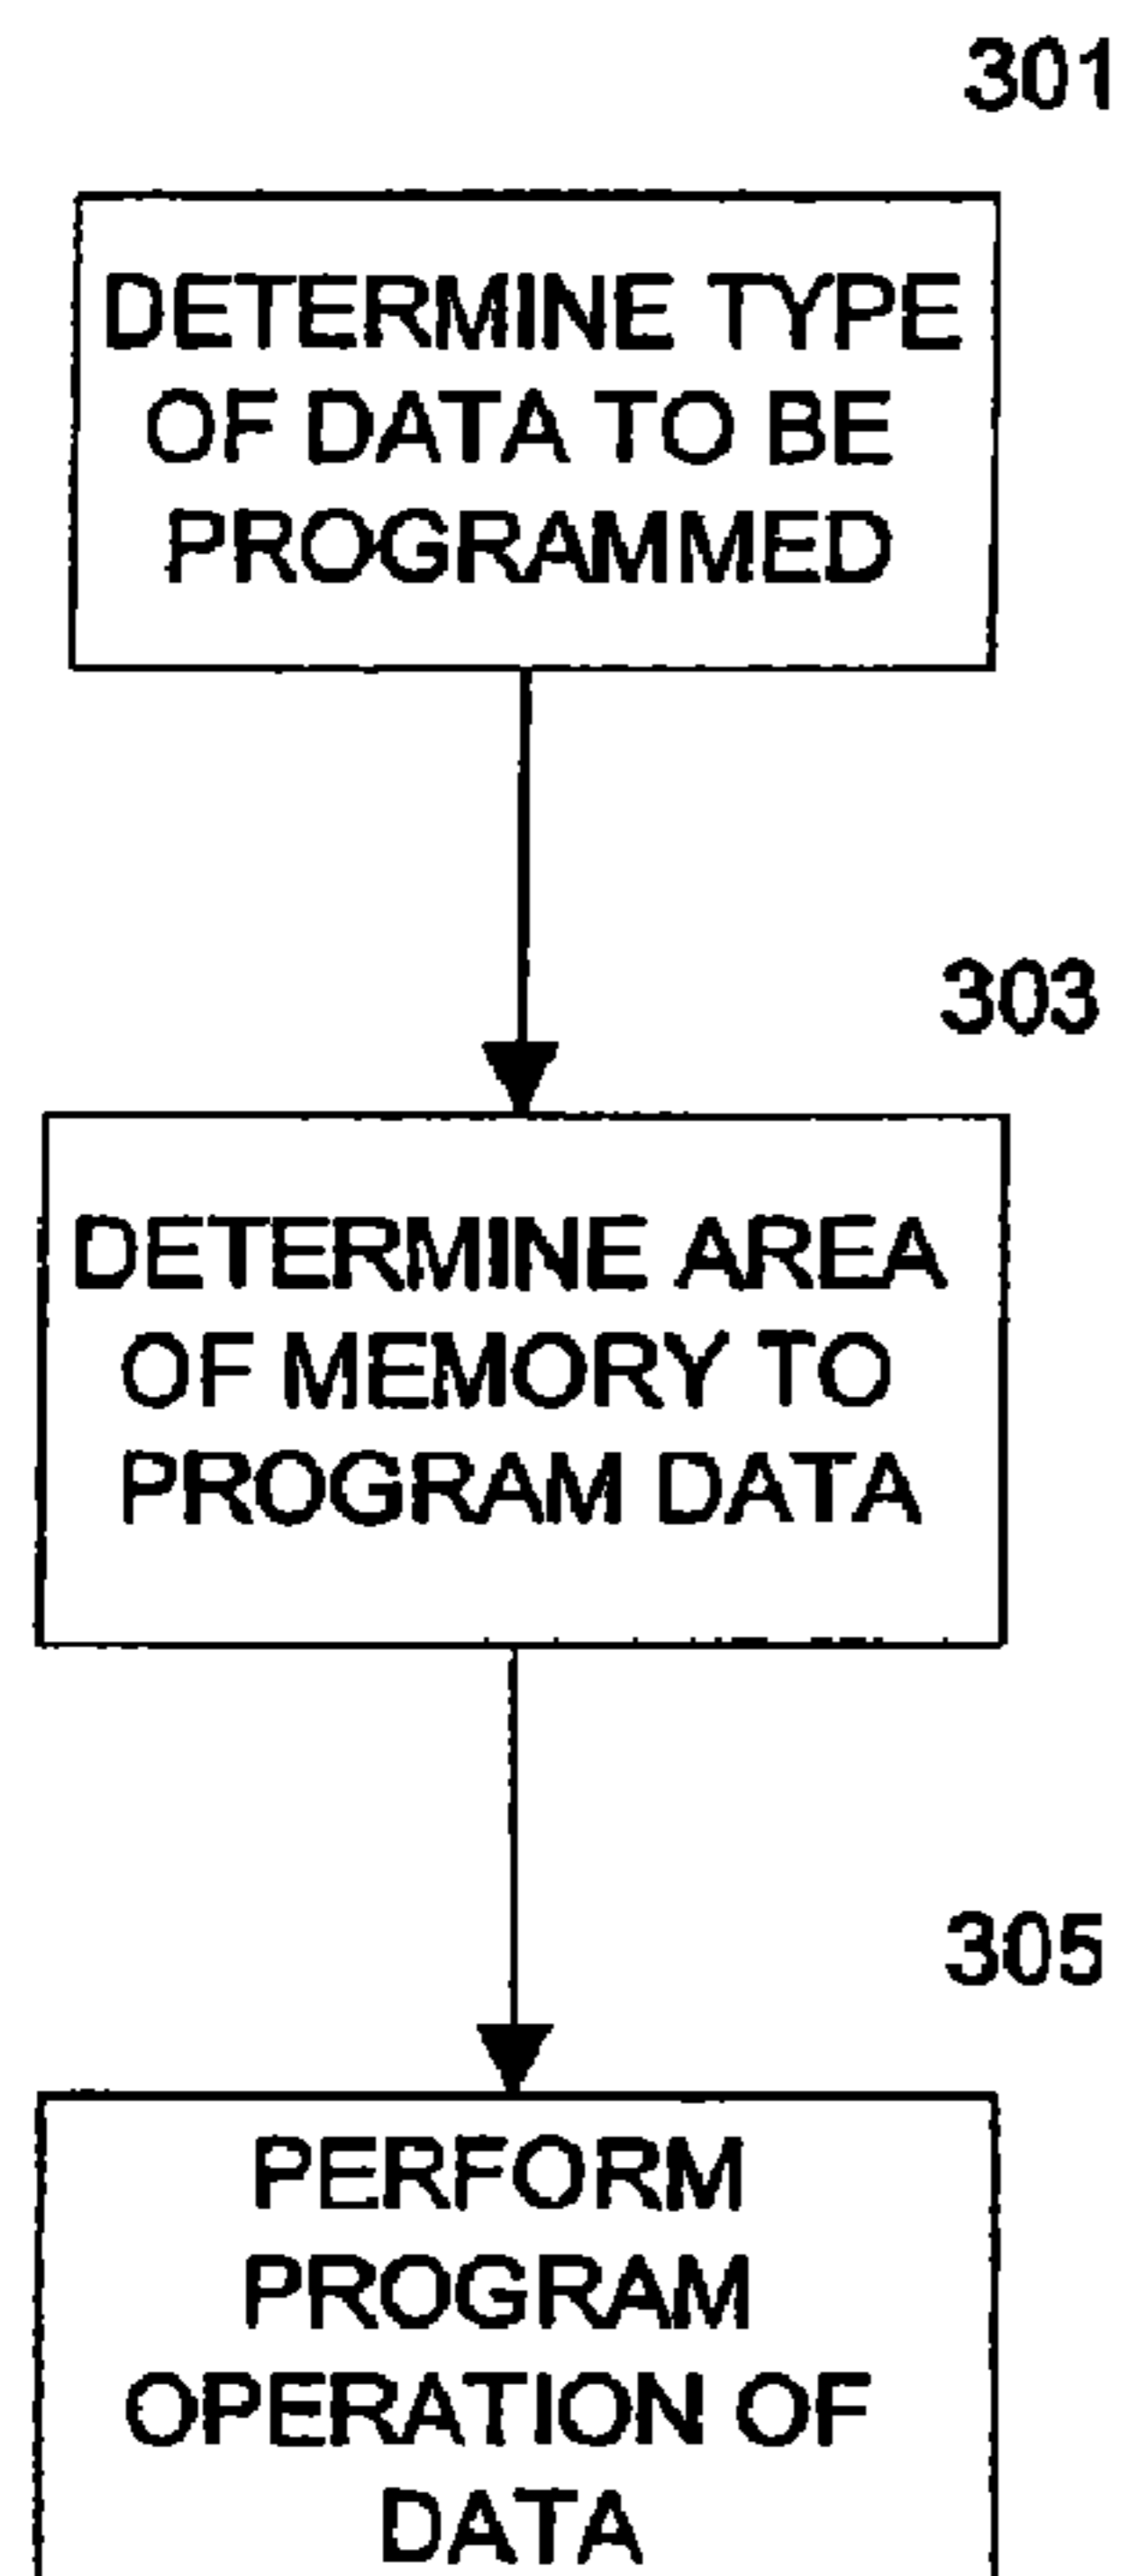 301
DETERMINE TYPE
OF DATA TO BE
PROGRAMMED
303
DETERMINE AREA
OF MEMORY TO
PROGRAM DATA
305
PERFORM
PROGRAM
OPERATION OF
DATA